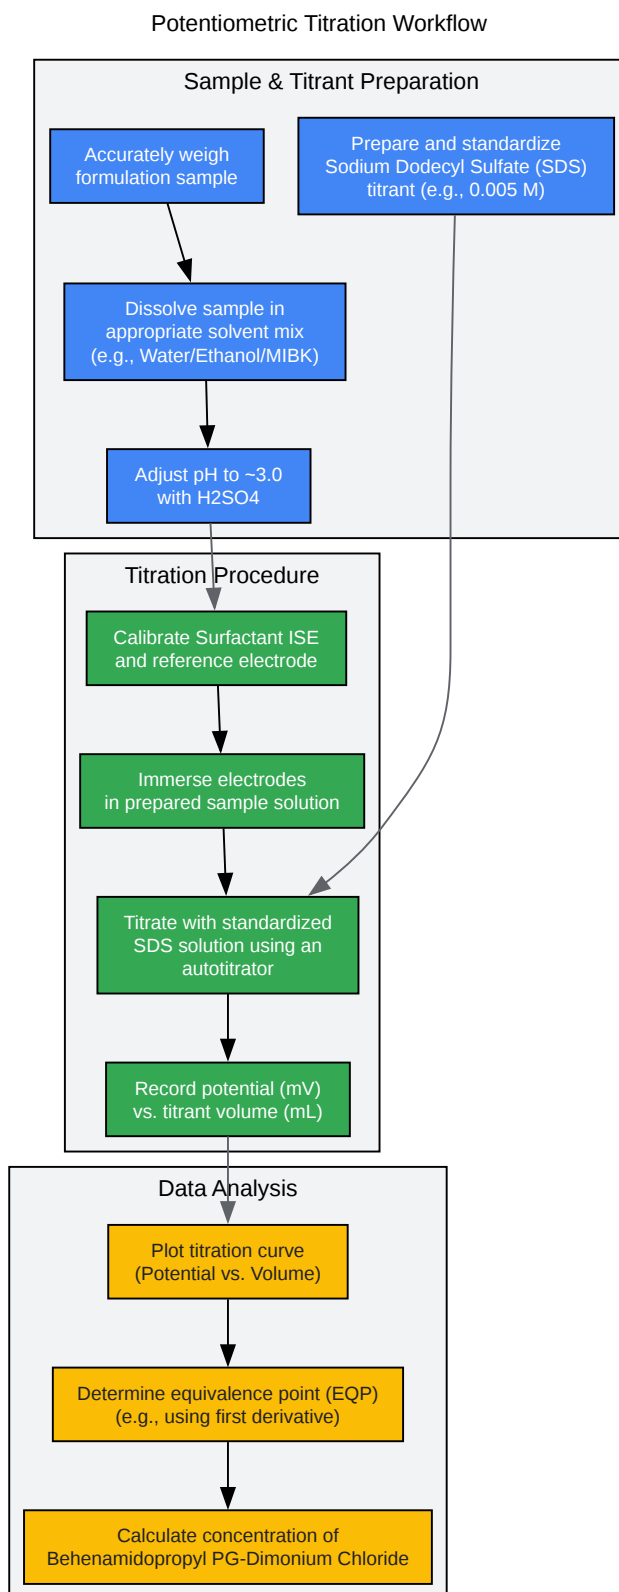 Potentiometric Titration Workflow
Sample & Titrant Preparation
Accurately weigh
formulation sample
Prepare and standardize
Sodium Dodecyl Sulfate (SDS)
titrant (e.g., 0.005 M)
Dissolve sample in
appropriate solvent mix
(e.g., Water/Ethanol/MIBK)
Adjust pH to ~3.0
with H2SO4
Titration Procedure
Calibrate Surfactant ISE
and reference electrode
Immerse electrodes
in prepared sample solution
Titrate with standardized
SDS solution using an
autotitrator
Record potential (mV)
vs. titrant volume (mL)
Data Analysis
Plot titration curve
(Potential vs. Volume)
Determine equivalence point (EQP)
(e.g., using first derivative)
Calculate concentration of
Behenamidopropyl PG-Dimonium Chloride